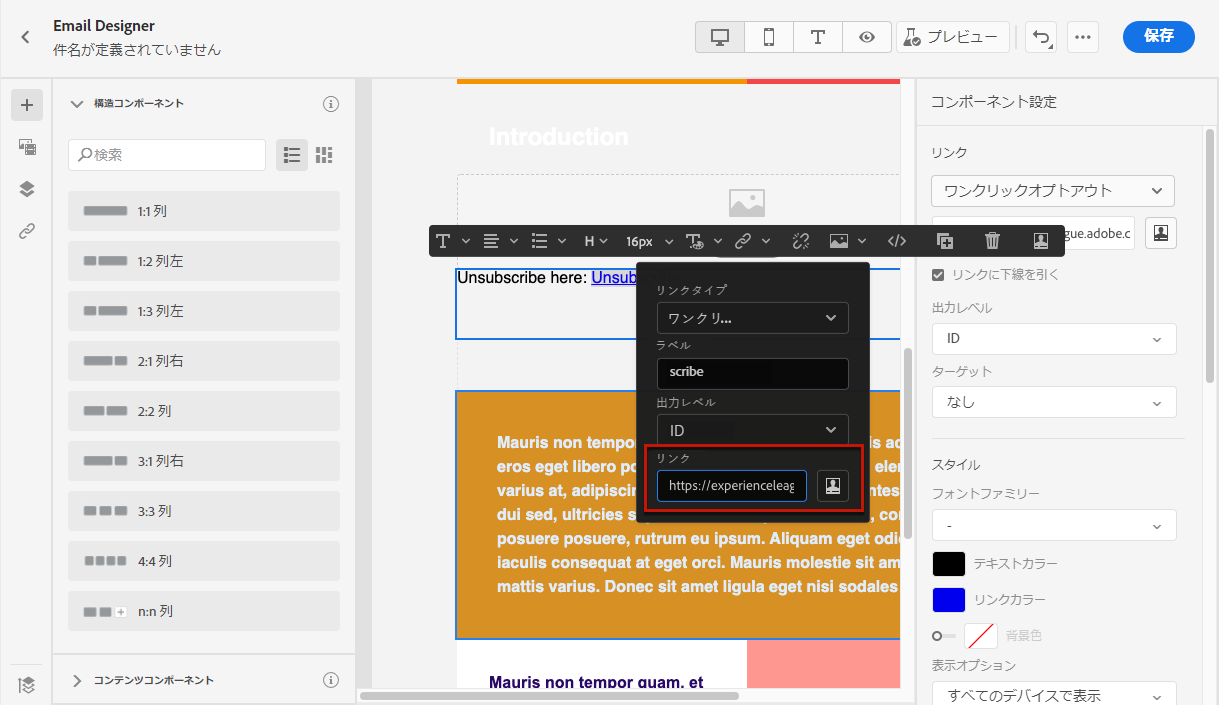 Email Designer
件名が定義されていません
プレビュー
保存
構造コンポーネント
検索
1:1 列
1:2 列左
1:3 列左
2:1 列右
2:2 列
3:1 列右
3:3 列
4:4 列
n:n 列
コンテンツコンポーネント
Introduction
H
16px
Unsubscribe here: Unsub
リンクタイプ
ワンクリ...
ラベル
scribe
出力レベル
ID
リンク
https://experienceleag
Mauris non tempo
eros eget libero
varius at, adipiscin
dui sed, ultricies
posuere posuere, rutrum eu ipsum. Aliquam eget odi
iaculis consequat at eget orci. Mauris molestie sit am
mattis varius. Donec sit amet ligula eget nisi sodales
Mauris non tempor quam, et
コンポーネント設定
リンク
ワンクリックオプトアウト
gue.adobe.c
リンクに下線を引く
出力レベル
ID
ターゲット
なし
スタイル
フォントファミリー
-
テキストカラー
リンクカラー
背景色
表示オプション
すべてのデバイスで表示